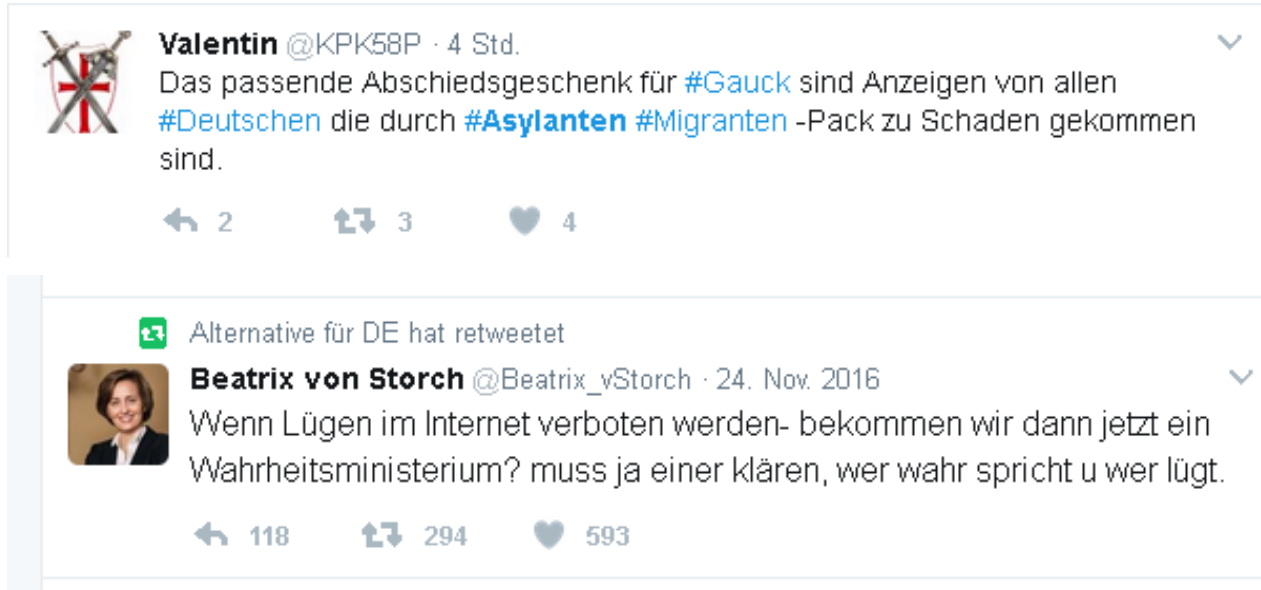 Valentin @KPK58P · 4 Std.
Das passende Abschiedsgeschenk für #Gauck sind Anzeigen von allen
#Deutschen die durch #Asylanten #Migranten -Pack zu Schaden gekommen
sind.
2 3 4
Alternative für DE hat retweetet
Beatrix von Storch @Beatrix_vStorch · 24. Nov. 2016
Wenn Lügen im Internet verboten werden- bekommen wir dann jetzt ein
Wahrheitsministerium? muss ja einer klären, wer wahr spricht u wer lügt.
118 294 593